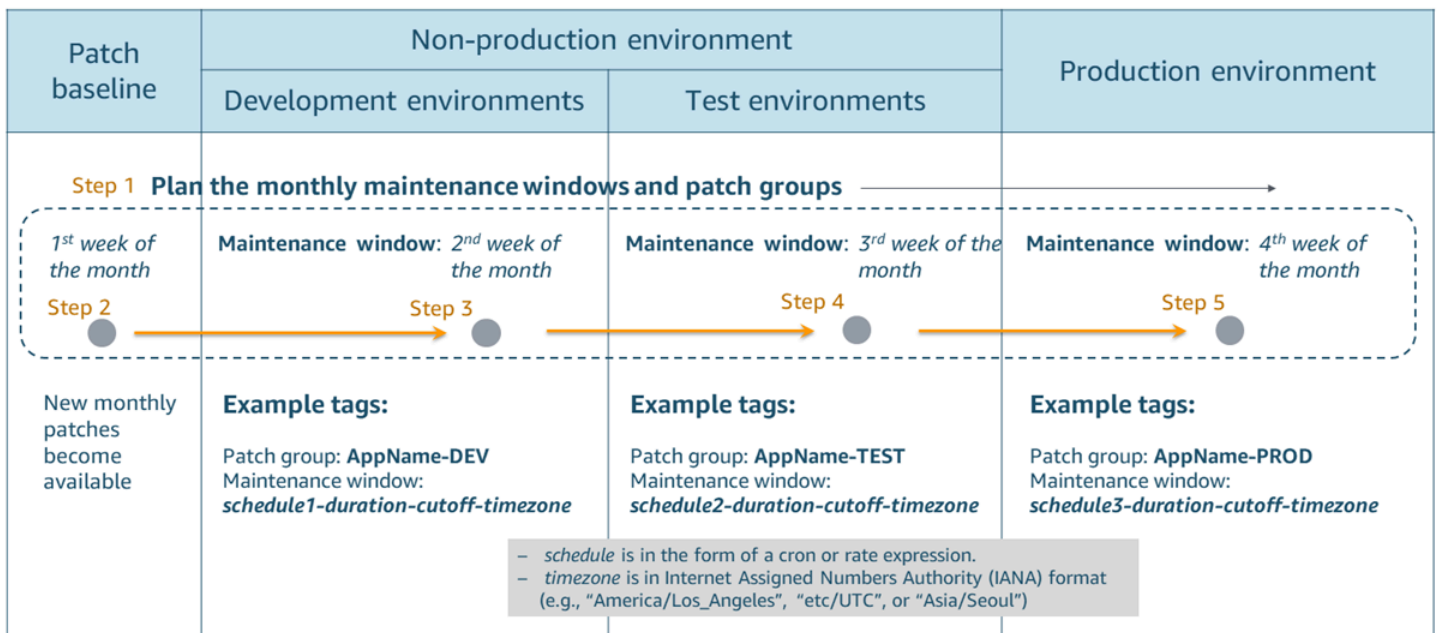 Patch
baseline
Non-production environment
Development environments
Test environments
Production environment
Step 1 Plan the monthly maintenance windows and patch groups
1st week of
the month
Step 2
Maintenance window: 2nd week of
the month
Step 3
Maintenance window: 3rd week of the
month
Step 4
Maintenance window: 4th week of
the month
Step 5
New monthly
patches
become
available
Example tags:
Patch group: AppName-DEV
Maintenance window:
schedule1-duration-cutoff-timezone
Example tags:
Patch group: AppName-TEST
Maintenance window:
schedule2-duration-cutoff-timezone
Example tags:
Patch group: AppName-PROD
Maintenance window:
schedule3-duration-cutoff-timezone
– schedule is in the form of a cron or rate expression.
– timezone is in Internet Assigned Numbers Authority (IANA) format
(e.g., “America/Los_Angeles”, “etc/UTC”, or “Asia/Seoul”)